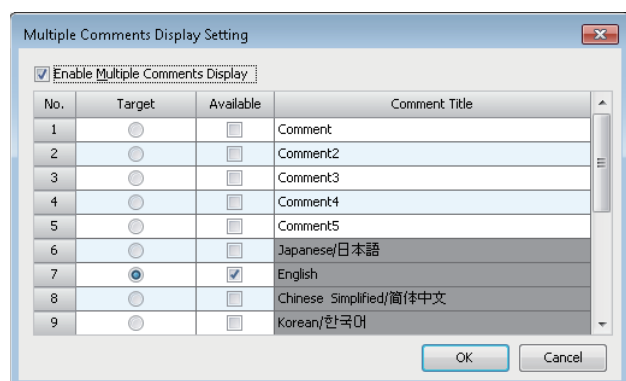 Multiple Comments Display Setting
Enable Multiple Comments Display
No. Target Available Comment Title
1 Comment
2 Comment2
3 Comment3
4 Comment4
5 Comment5
6 Japanese/日本語
7 English
8 Chinese Simplified/简体中文
9 Korean/한국어
OK Cancel